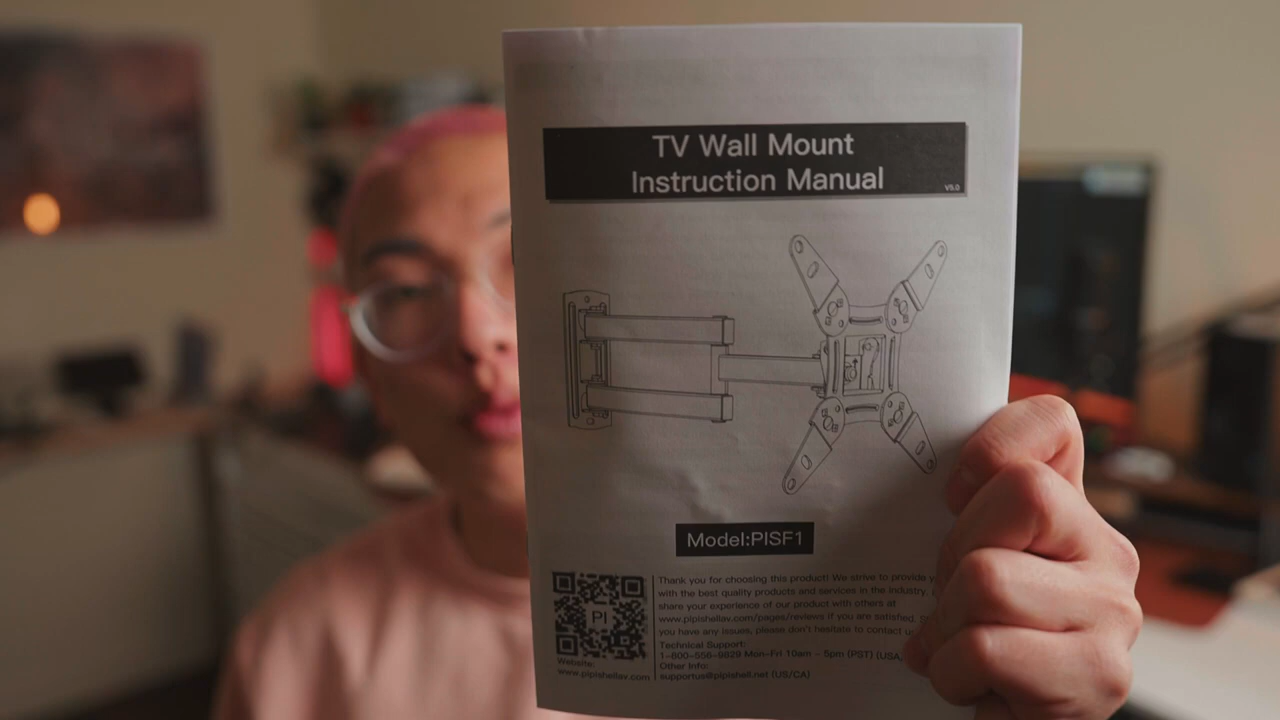 TV Wall Mount
Instruction Manual
V5.0
Model:PISF1
PI
Thank you for choosing this product! We strive to provide
with the best quality products and services in the industry.
share your experience of our product with others at
www.pipishellav.com/pages/reviews if you are satisfied.
you have any issues, please don't hesitate to contact
Technical Support:
1-800-556-9829 Mon-Fri 10am - 5pm (PST) (USA
Other Info:
supportus@pipishell.net (US/CA)
Website:
www.pipishellav.com